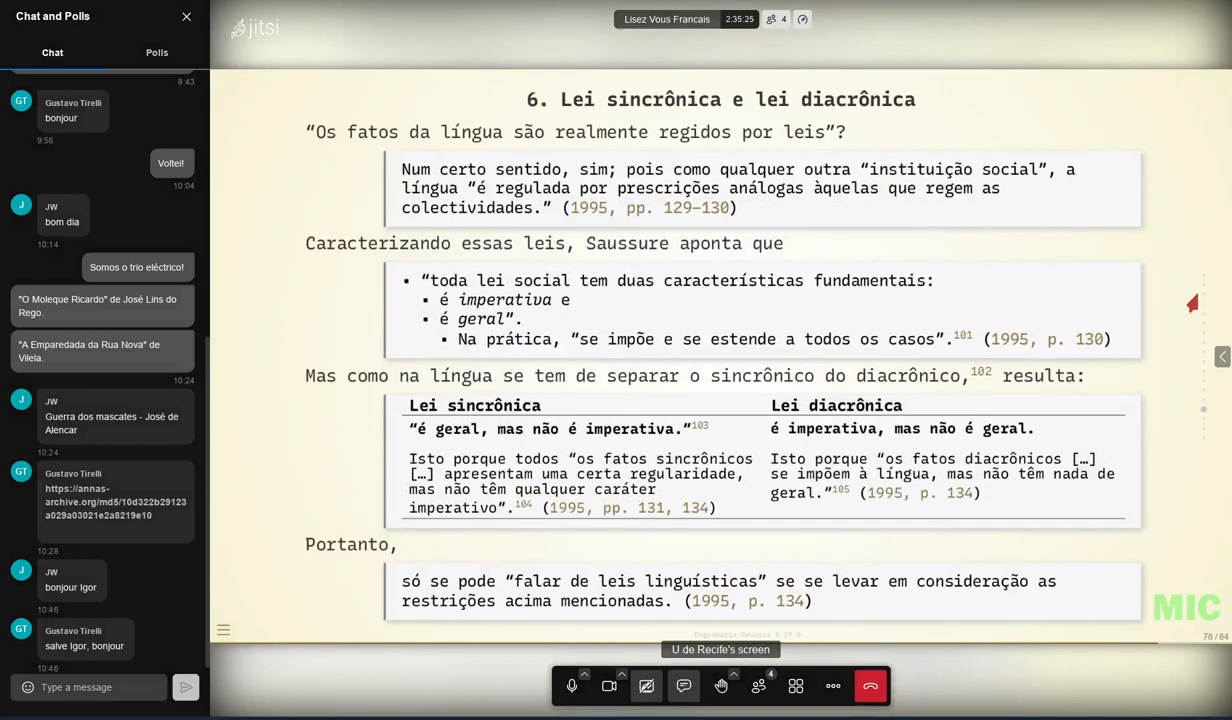 Chat and Polls
Chat
Polls
8:43
GT
Gustavo Tirelli
bonjour
9:56
Voltei!
10:04
J
JW
bom dia
10:14
Somos o trio eléctrico!
"O Moleque Ricardo" de José Lins do
Rego.
"A Emparedada da Rua Nova" de
Vilela.
10:24
J
JW
Guerra dos mascates - José de
Alencar
10:24
GT
Gustavo Tirelli
https://annas-
archive.org/md5/10d322b29123
a029a03021e2a8219e10
10:28
J
JW
bonjour Igor
10:46
GT
Gustavo Tirelli
salve Igor, bonjour
10:46
Type a message
jitsi
Lisez Vous Francais
2:35:25
4
6. Lei sincrônica e lei diacrônica
“Os fatos da língua são realmente regidos por leis”?
Num certo sentido, sim; pois como qualquer outra “instituição social”, a
língua “é regulada por prescrições análogas àquelas que regem as
colectividades.” (1995, pp. 129–130)
Caracterizando essas leis, Saussure aponta que
▪ “toda lei social tem duas características fundamentais:
▪ é imperativa e
▪ é geral”.
▪ Na prática, “se impõe e se estende a todos os casos”.101 (1995, p. 130)
Mas como na língua se tem de separar o sincrônico do diacrônico,102 resulta:
Lei sincrônica
Lei diacrônica
“é geral, mas não é imperativa.”103
é imperativa, mas não é geral.
Isto porque todos “os fatos sincrônicos
[…] apresentam uma certa regularidade,
mas não têm qualquer caráter
imperativo”.104 (1995, pp. 131, 134)
Isto porque “os fatos diacrônicos […]
se impõem à língua, mas não têm nada de
geral.”105 (1995, p. 134)
Portanto,
só se pode “falar de leis linguísticas” se se levar em consideração as
restrições acima mencionadas. (1995, p. 134)
MIC
Engenharia-Reversa 0.17.0
78 / 84
U de Recife's screen
4